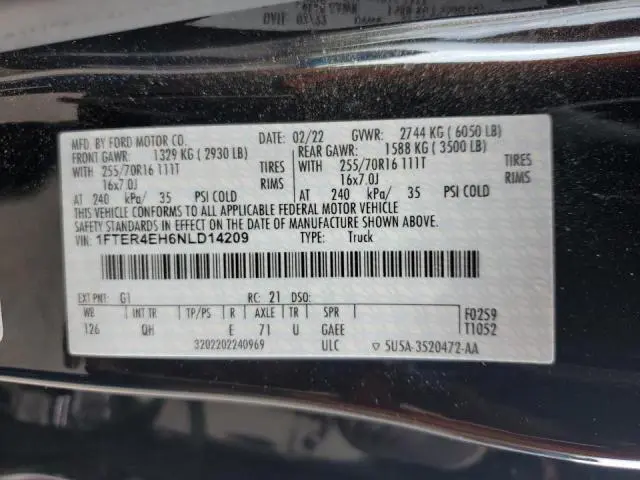 MFD. BY FORD MOTOR CO. DATE: 02/22 GVWR: 2744 KG (6050 LB)
FRONT GAWR: 1329 KG (2930 LB) REAR GAWR: 1588 KG (3500 LB)
WITH 255/70R16 111T TIRES WITH 255/70R16 111T TIRES
16x7.0J RIMS 16x7.0J RIMS
AT 240 kPa/ 35 PSI COLD AT 240 kPa/ 35 PSI COLD
THIS VEHICLE CONFORMS TO ALL APPLICABLE FEDERAL MOTOR VEHICLE
SAFETY STANDARDS IN EFFECT ON THE DATE OF MANUFACTURE SHOWN ABOVE.
VIN: 1FTER4EH6NLD14209 TYPE: Truck
EXT PNT: G1 RC: 21 DSO:
WB INT TR TP/PS R AXLE TR SPR F0259
126 QH E 71 U GAEE T1052
3202202240969 ULC ▽ 5U5A-3520472-AA